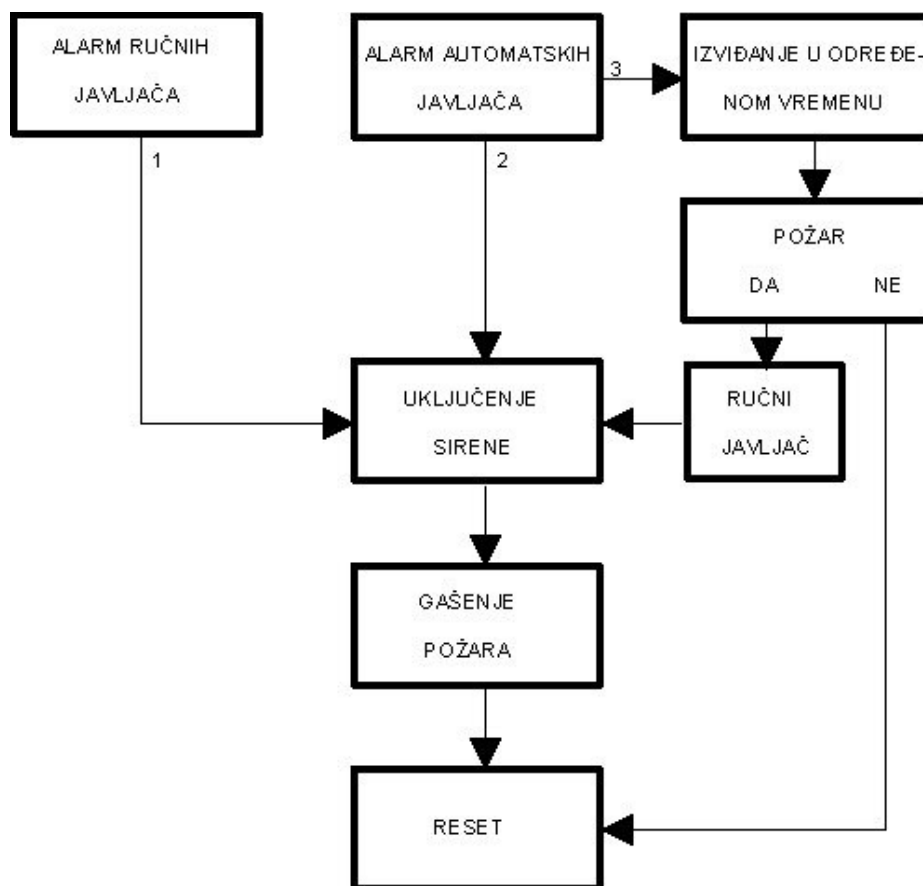 ALARM RUČNIH
JAVLJAČA
ALARM AUTOMATSKIH
JAVLJAČA
3
IZVIĐANJE U ODREĐE-
NOM VREMENU
1
2
POŽAR
DA NE
UKLJUČENJE
SIRENE
RUČNI
JAVLJAČ
GAŠENJE
POŽARA
RESET